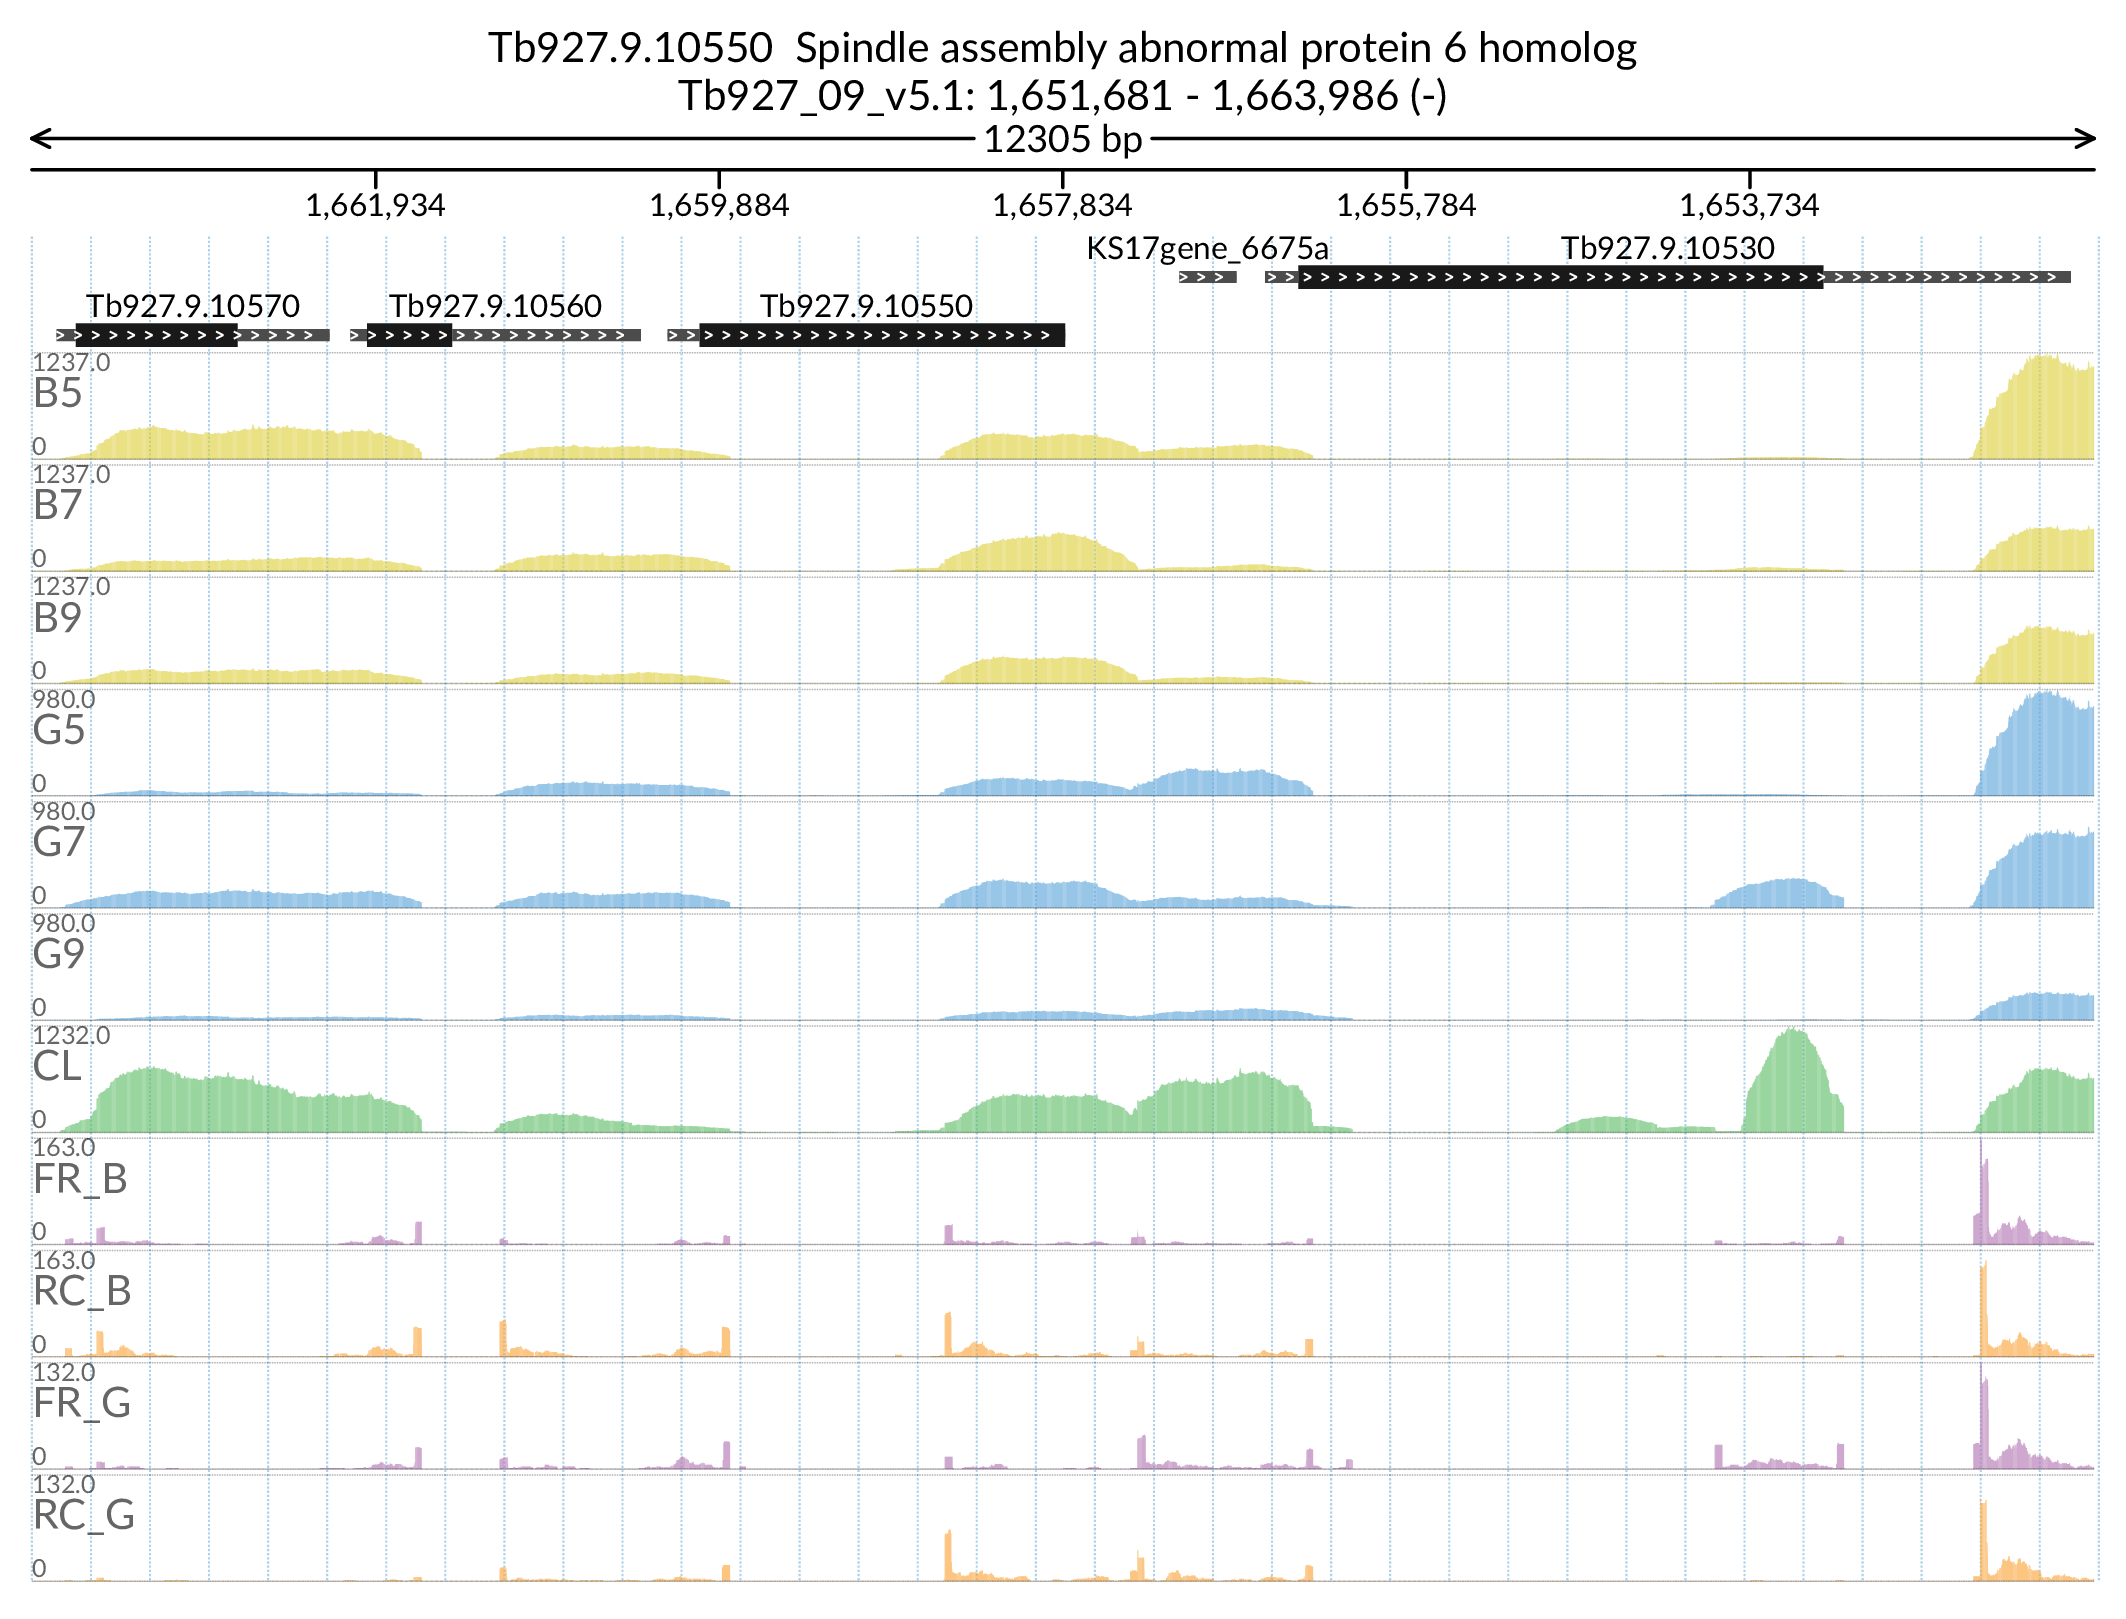 Tb927.9.10550  Spindle assembly abnormal protein 6 homolog
Tb927_09_v5.1: 1,651,681 - 1,663,986 (-)
12305 bp
1,661,934 1,659,884 1,657,834 1,655,784 1,653,734
KS17gene_6675a Tb927.9.10530
Tb927.9.10570 Tb927.9.10560 Tb927.9.10550
1237.0
B5
0
1237.0
B7
0
1237.0
B9
0
980.0
G5
0
980.0
G7
0
980.0
G9
0
1232.0
CL
0
163.0
FR_B
0
163.0
RC_B
0
132.0
FR_G
0
132.0
RC_G
0